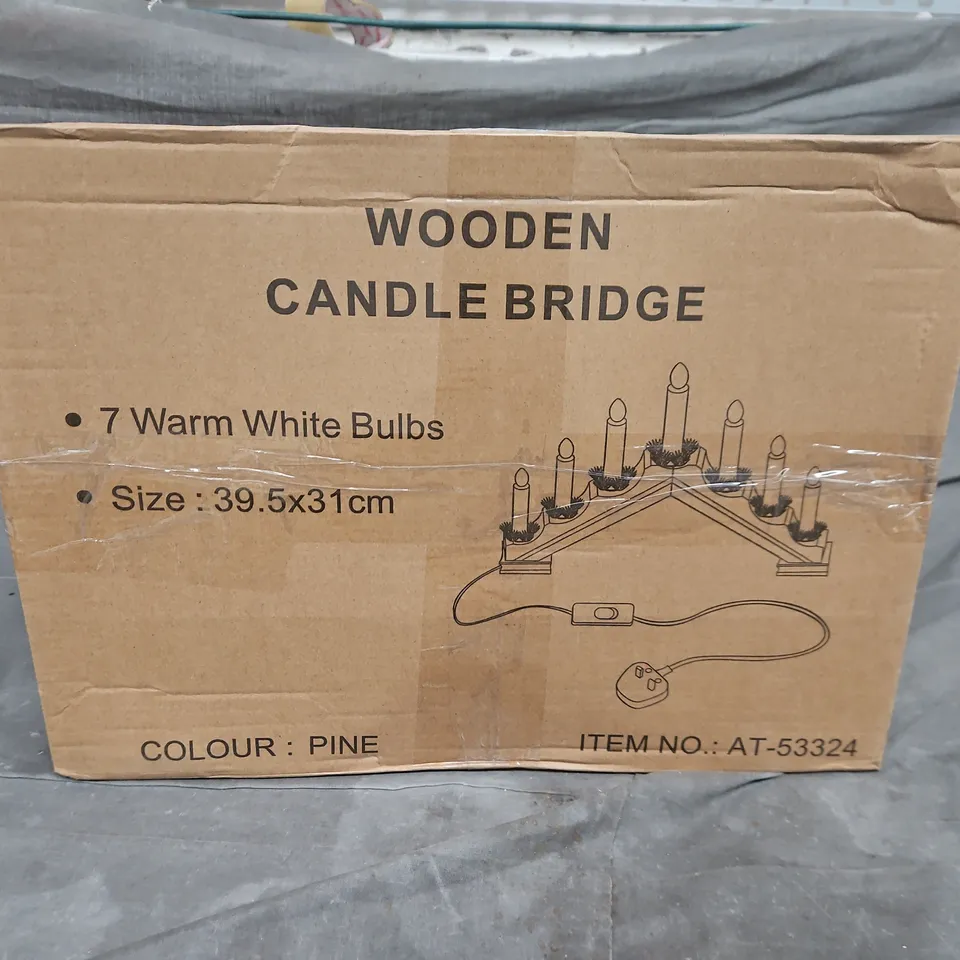 WOODEN
CANDLE BRIDGE
• 7 Warm White Bulbs
• Size : 39.5x31cm
COLOUR : PINE
ITEM NO.: AT-53324